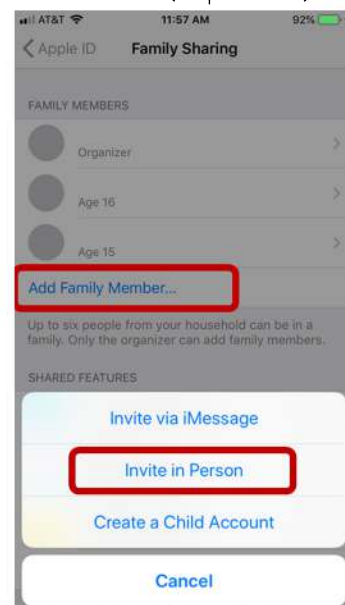 AT&T 11:57 AM 92%
Apple ID Family Sharing
FAMILY MEMBERS
Organizer
Age 16
Age 15
Add Family Member...
Up to six people from your household can be in a
family. Only the organizer can add family members.
SHARED FEATURES
Invite via iMessage
Invite in Person
Create a Child Account
Cancel